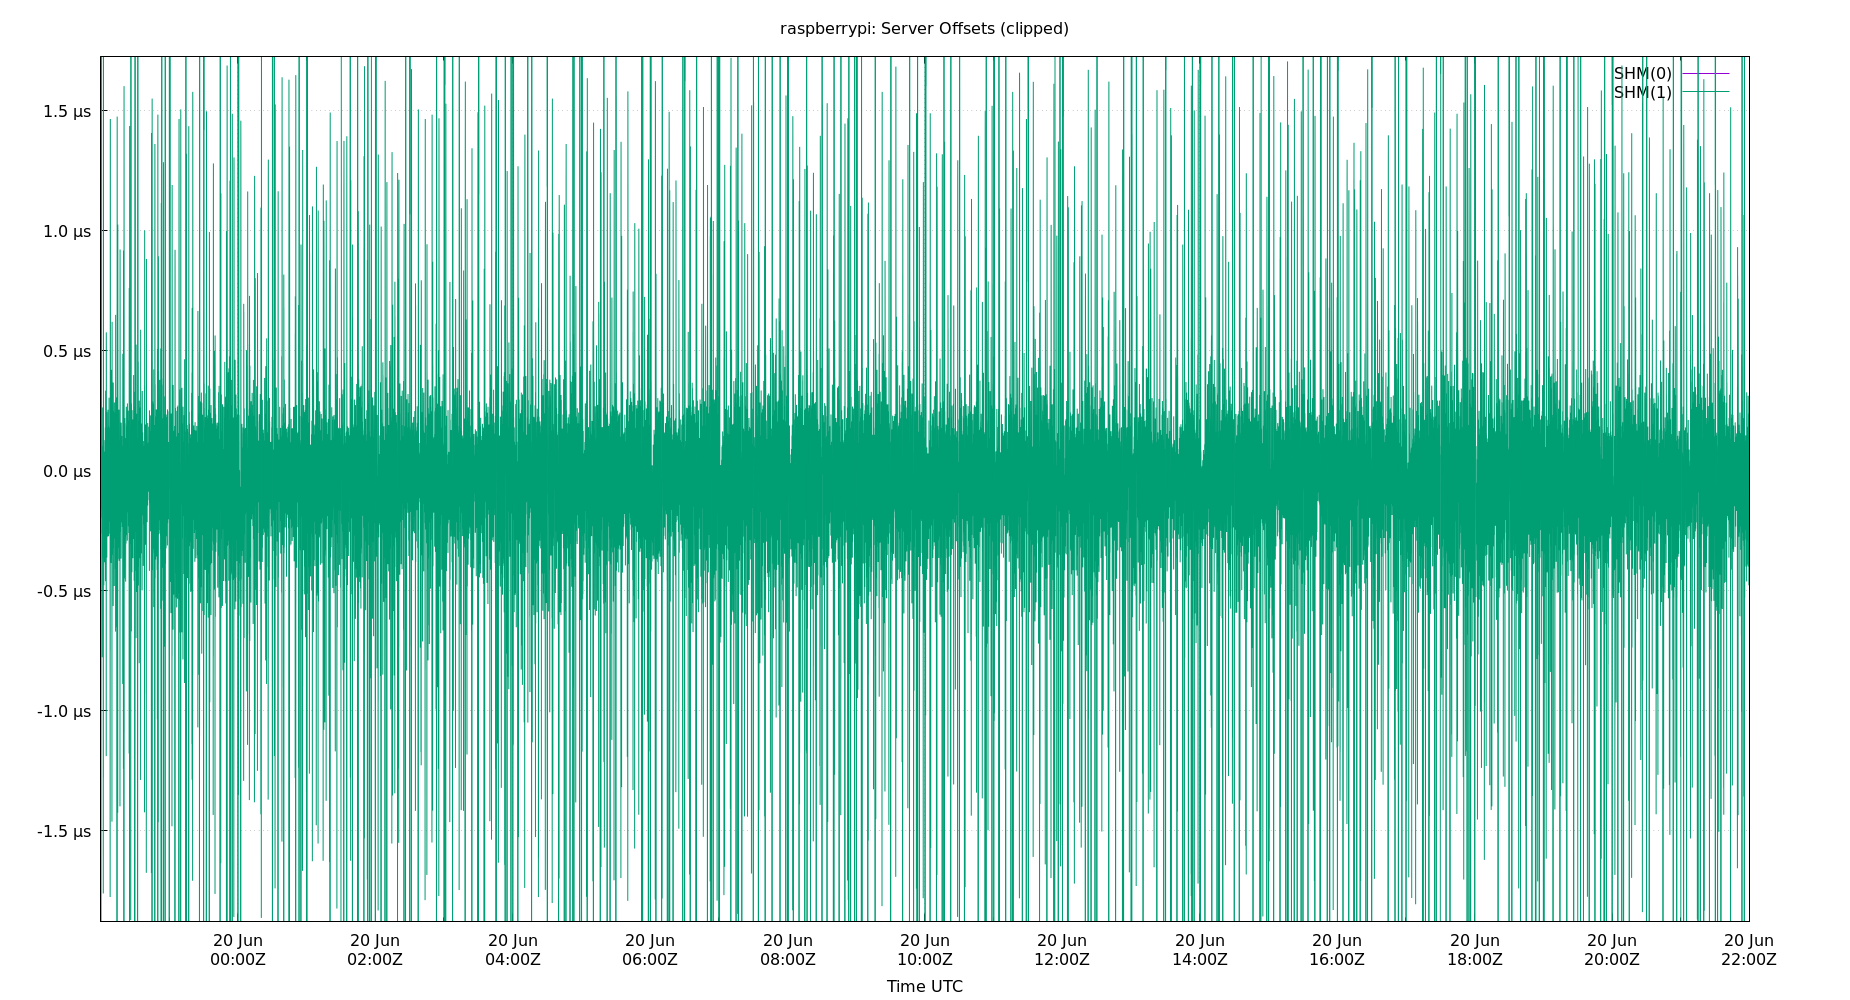 raspberrypi: Server Offsets (clipped)
SHM(0)
SHM(1)
1.5 µs
1.0 µs
0.5 µs
0.0 µs
-0.5 µs
-1.0 µs
-1.5 µs
20 Jun 20 Jun 20 Jun 20 Jun 20 Jun 20 Jun 20 Jun 20 Jun 20 Jun 20 Jun 20 Jun 20 Jun
00:00Z 02:00Z 04:00Z 06:00Z 08:00Z 10:00Z 12:00Z 14:00Z 16:00Z 18:00Z 20:00Z 22:00Z
Time UTC